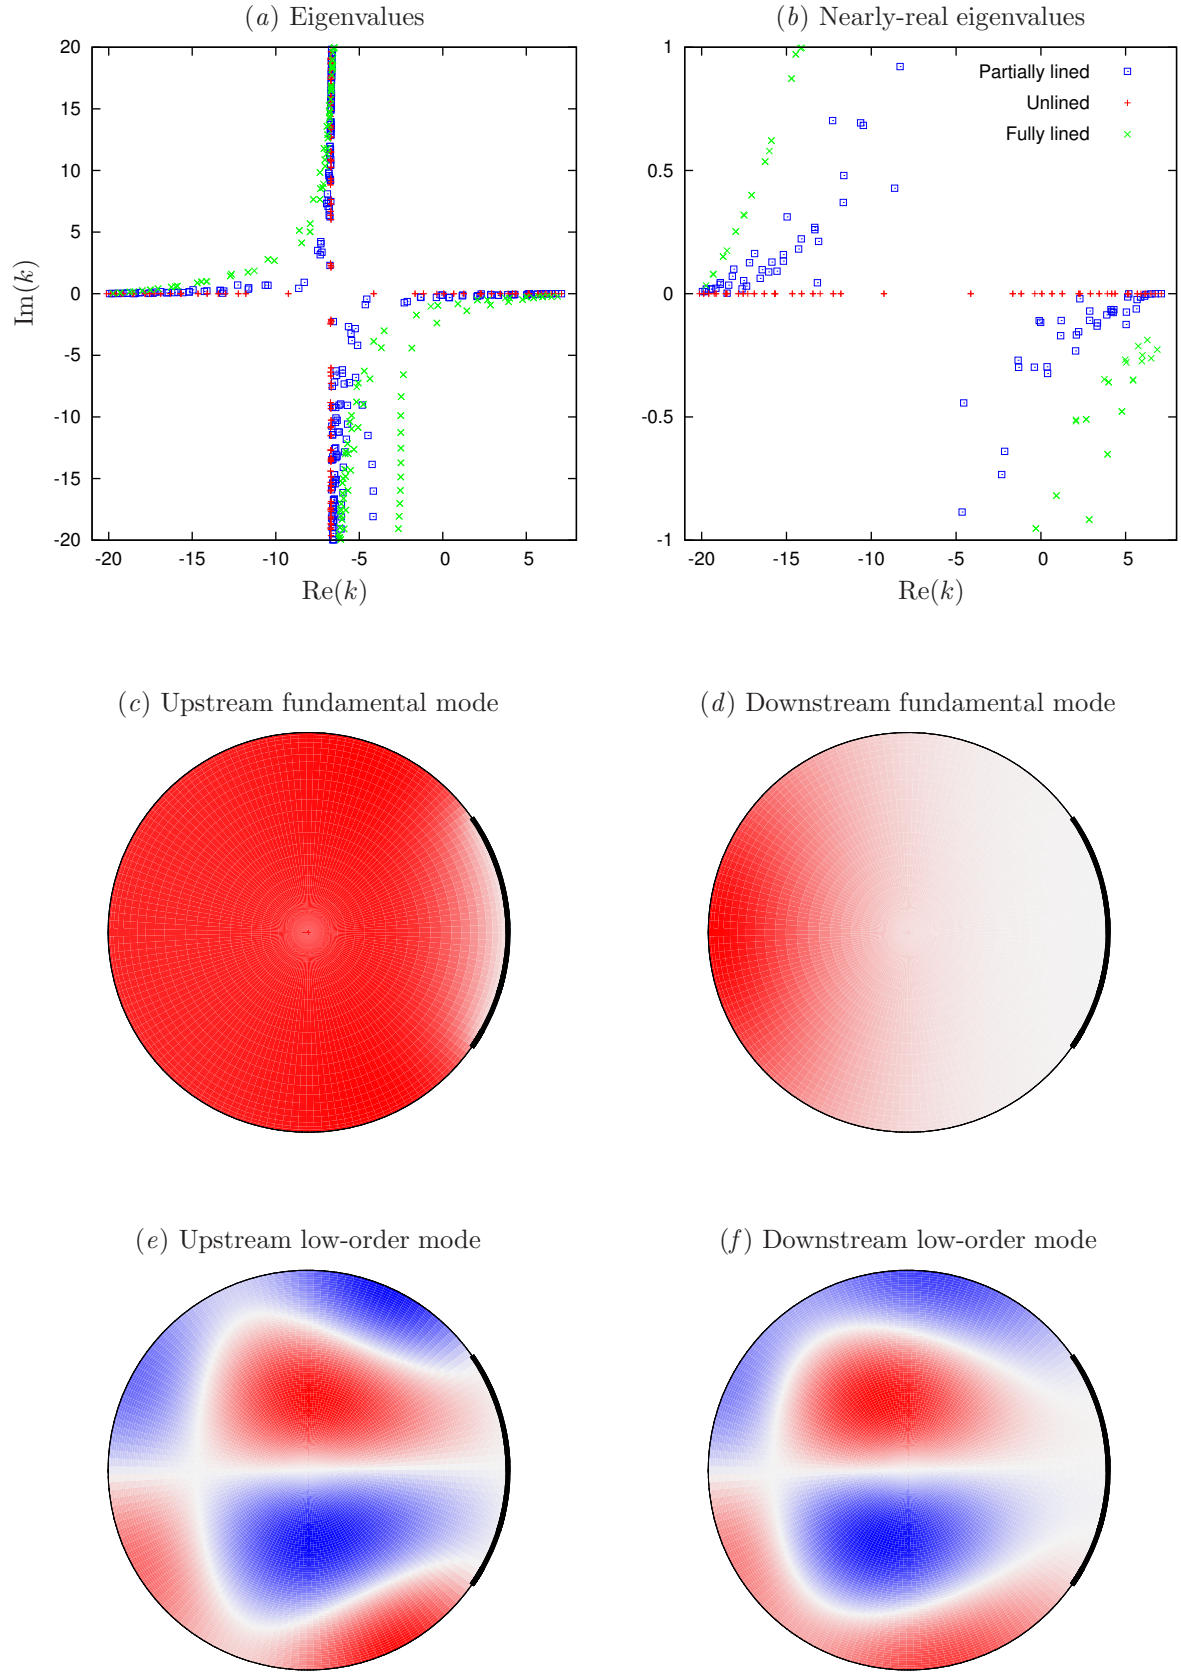 (a) Eigenvalues
(b) Nearly-real eigenvalues
20
15
10
5
0
-5
-10
-15
-20
Im(k)
-20 -15 -10 -5 0 5
Re(k)
1
0.5
0
-0.5
-1
Partially lined
Unlined
Fully lined
-20 -15 -10 -5 0 5
Re(k)
(c) Upstream fundamental mode
(d) Downstream fundamental mode
(e) Upstream low-order mode
(f) Downstream low-order mode